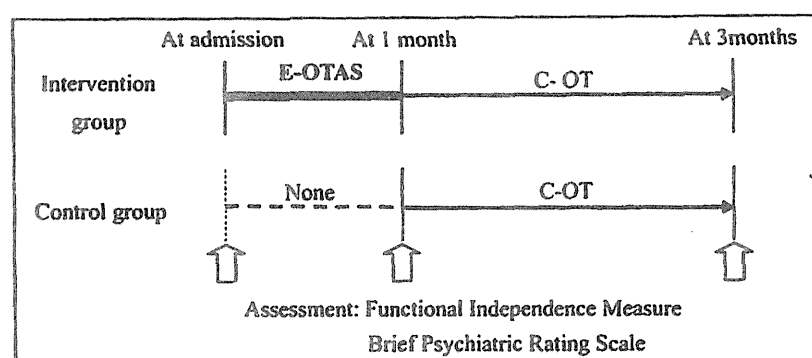 At admission At 1 month At 3months
E-OTAS C- OT
Intervention
group
None C-OT
Control group
Assessment: Functional Independence Measure
Brief Psychiatric Rating Scale